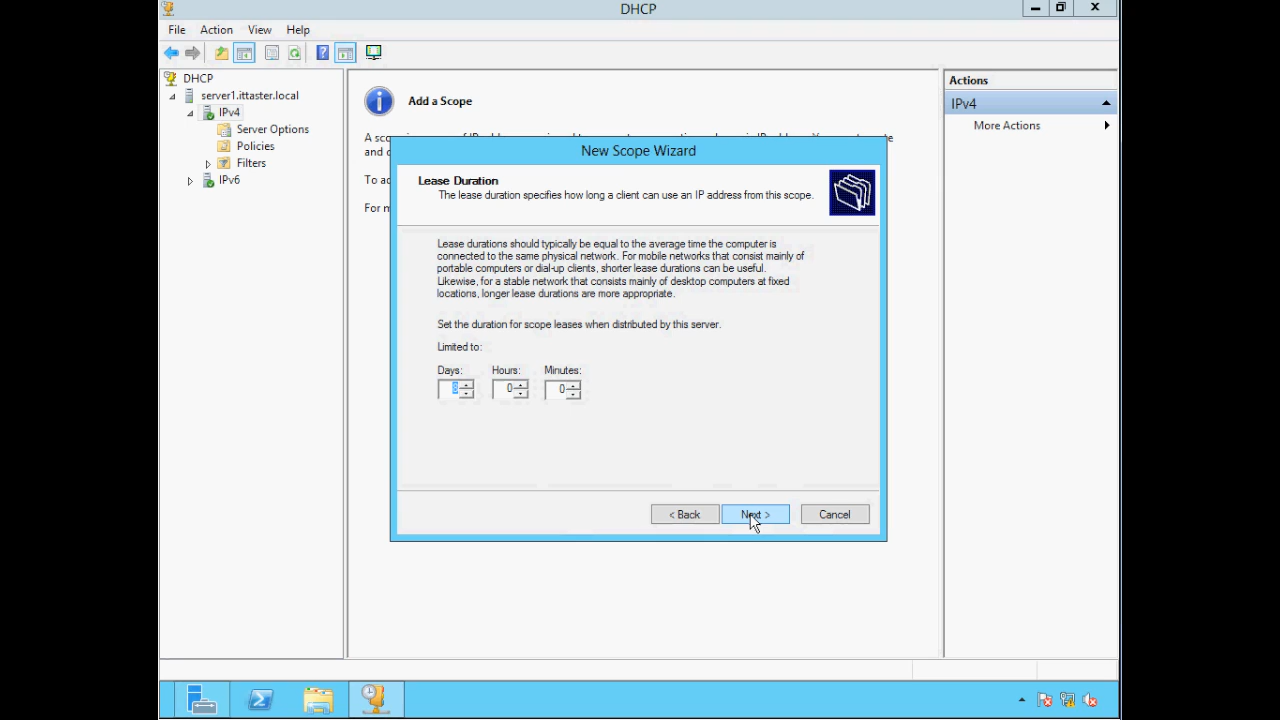 DHCP
File Action View Help
DHCP
server1.ittaster.local
IPv4
Server Options
Policies
Filters
IPv6
Add a Scope
A sco
and c
To ad
For m
te
New Scope Wizard
Lease Duration
The lease duration specifies how long a client can use an IP address from this scope.
Lease durations should typically be equal to the average time the computer is
connected to the same physical network. For mobile networks that consist mainly of
portable computers or dial-up clients, shorter lease durations can be useful.
Likewise, for a stable network that consists mainly of desktop computers at fixed
locations, longer lease durations are more appropriate.
Set the duration for scope leases when distributed by this server.
Limited to:
Days: Hours: Minutes:
8 0 0
< Back Next > Cancel
Actions
IPv4
More Actions